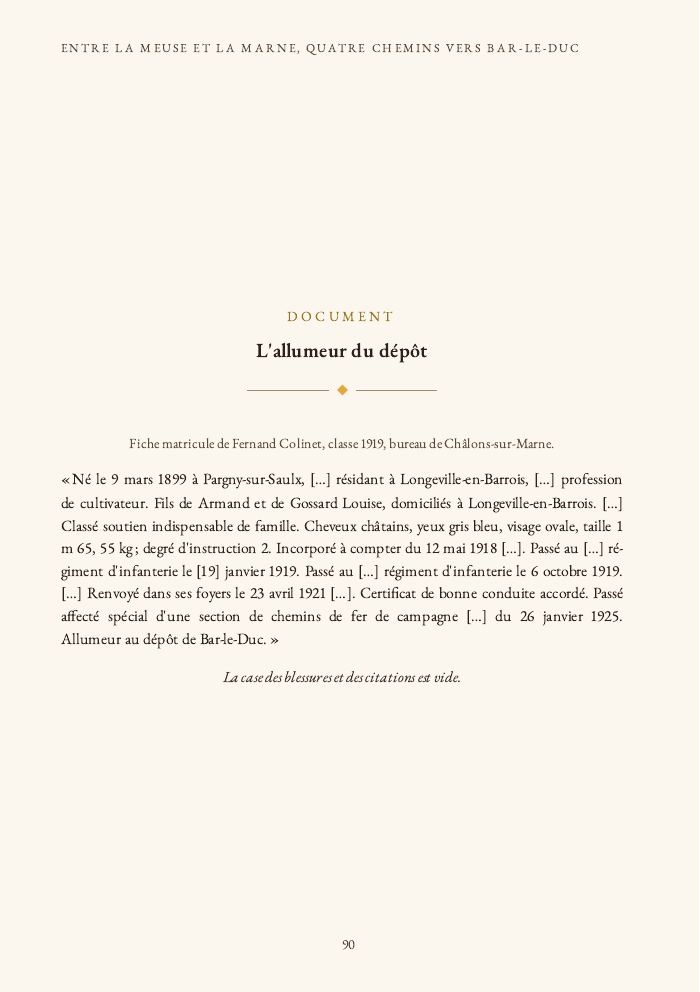 ENTRE LA MEUSE ET LA MARNE, QUATRE CHEMINS VERS BAR-LE-DUC
DOCUMENT
L'allumeur du dépôt
Fiche matricule de Fernand Colinet, classe 1919, bureau de Châlons-sur-Marne.
« Né le 9 mars 1899 à Pargny-sur-Saulx, [...] résidant à Longeville-en-Barrois, [...] profession
de cultivateur. Fils de Armand et de Gossard Louise, domiciliés à Longeville-en-Barrois. [...]
Classé soutien indispensable de famille. Cheveux châtains, yeux gris bleu, visage ovale, taille 1
m 65, 55 kg ; degré d'instruction 2. Incorporé à compter du 12 mai 1918 [...]. Passé au [...] ré-
giment d'infanterie le [19] janvier 1919. Passé au [...] régiment d'infanterie le 6 octobre 1919.
[...] Renvoyé dans ses foyers le 23 avril 1921 [...]. Certificat de bonne conduite accordé. Passé
affecté spécial d'une section de chemins de fer de campagne [...] du 26 janvier 1925.
Allumeur au dépôt de Bar-le-Duc. »
La case des blessures et des citations est vide.
90